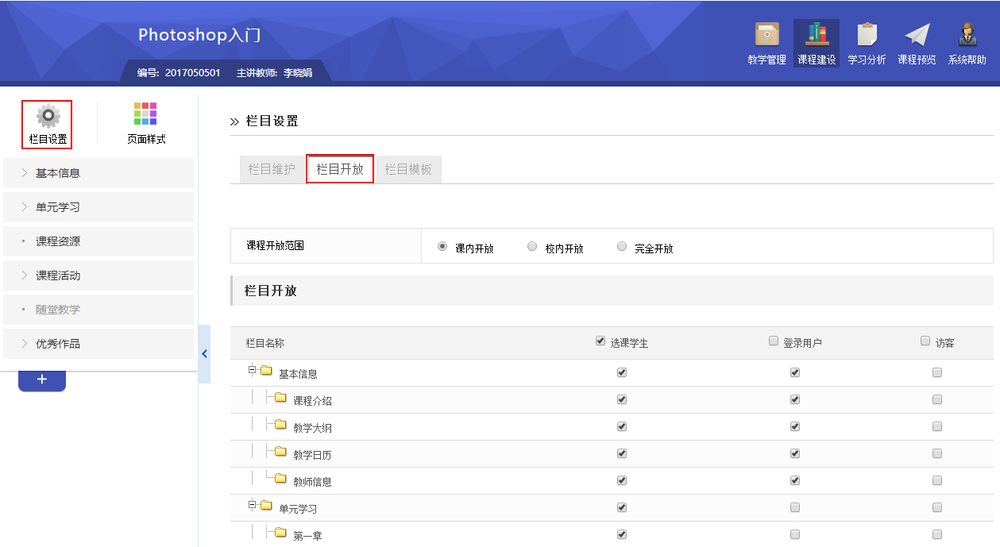 Photoshop入门
编号: 2017050501 主讲教师: 李晓娟
教学管理 课程建设 学习分析 课程预览 系统帮助
栏目设置 页面样式
基本信息
单元学习
课程资源
课程活动
随堂教学
优秀作品
+
» 栏目设置
栏目维护 栏目开放 栏目模板
课程开放范围 课内开放 校内开放 完全开放
栏目开放
栏目名称 选课学生 登录用户 访客
基本信息
课程介绍
教学大纲
教学日历
教师信息
单元学习
第一章